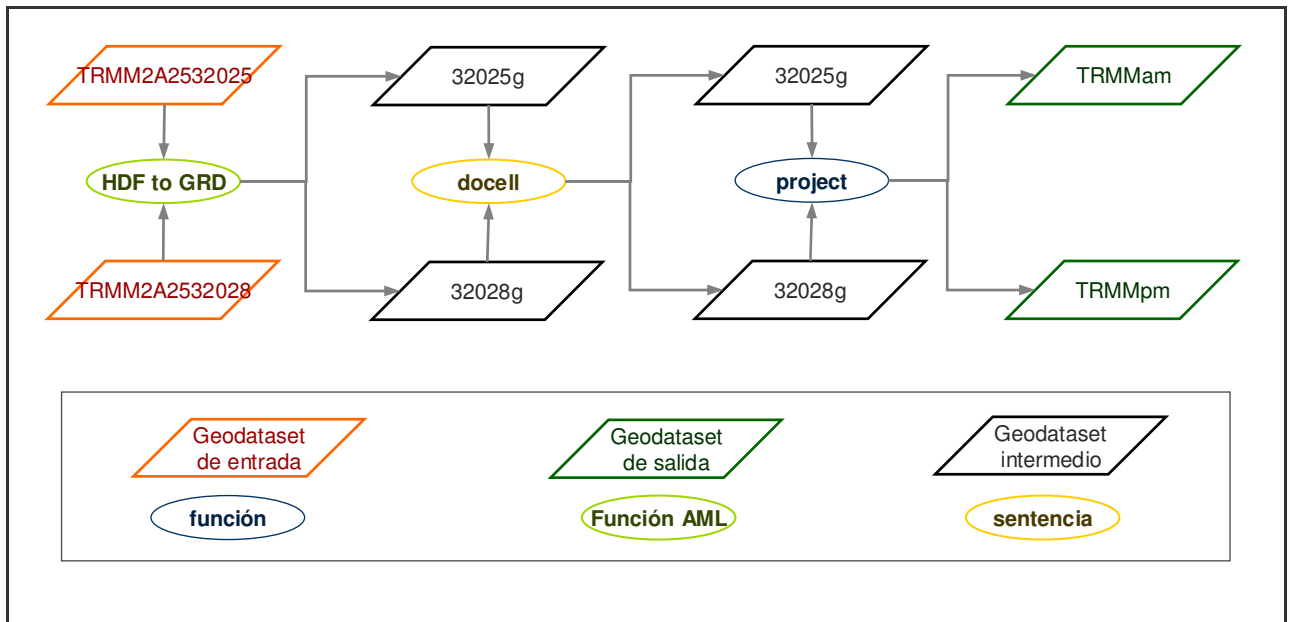 TRMM2A2532025
32025g
32025g
TRMMam
HDF to GRD
docell
project
TRMM2A2532028
32028g
32028g
TRMMpm
Geodataset
de entrada
Geodataset
de salida
Geodataset
intermedio
función
Función AML
sentencia